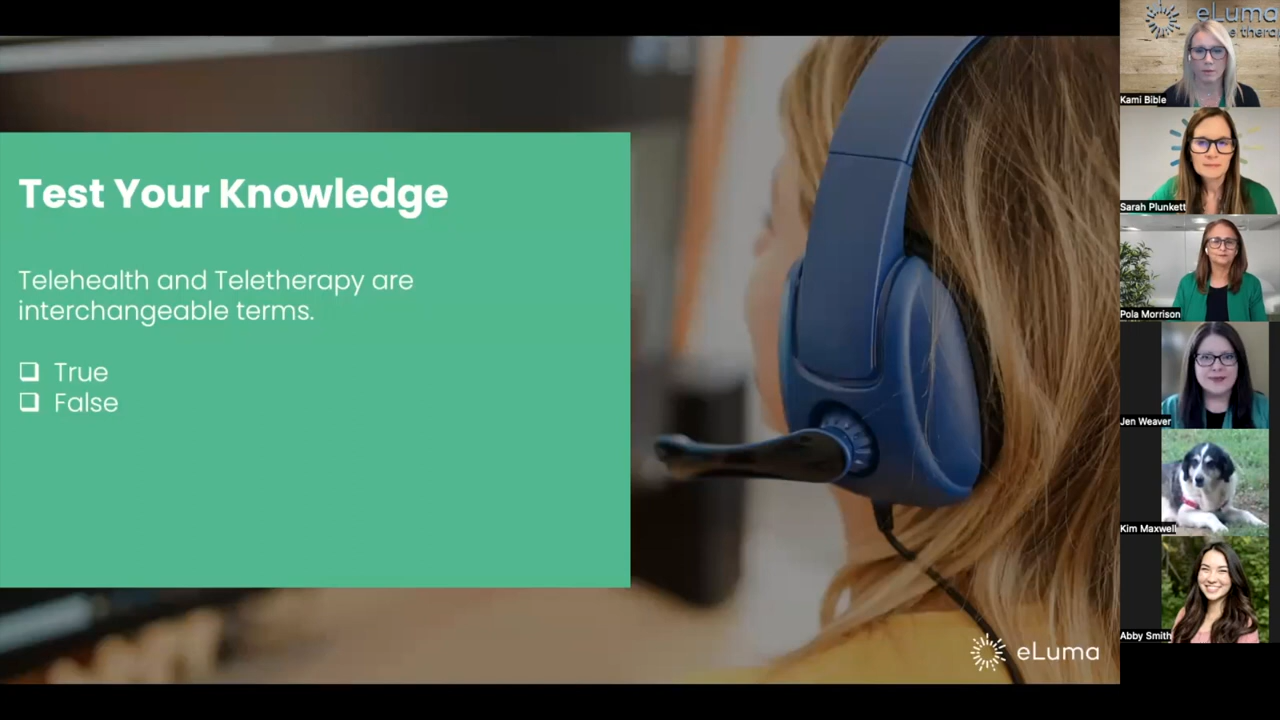 Test Your Knowledge
Telehealth and Teletherapy are
interchangeable terms.
❑ True
❑ False
eLuma
eLuma
Kami Bible
Sarah Plunkett
Pola Morrison
Jen Weaver
Kim Maxwell
Abby Smith